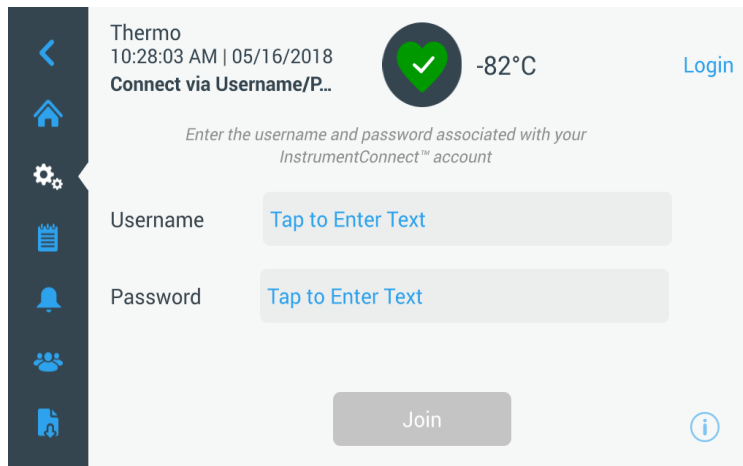 Thermo
10:28:03 AM | 05/16/2018
Connect via Username/P...
-82°C
Login
Enter the username and password associated with your
InstrumentConnect™ account
Username
Tap to Enter Text
Password
Tap to Enter Text
Join
i